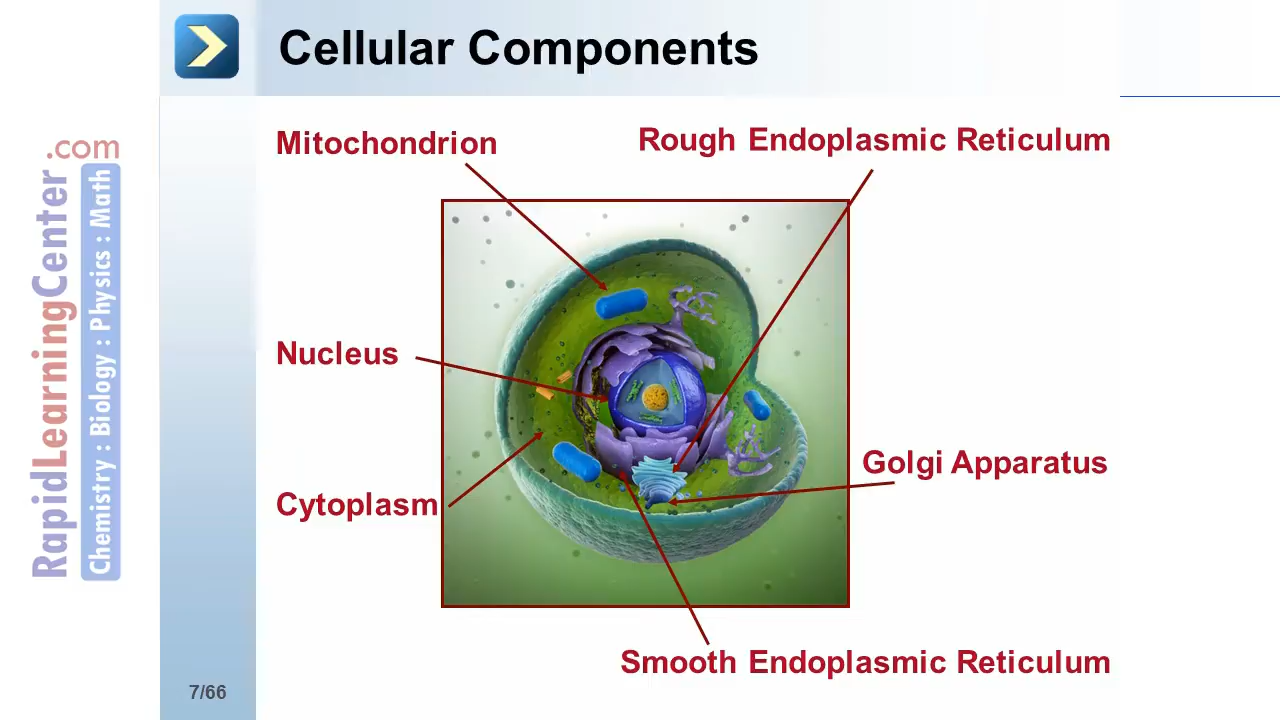 Cellular Components
Mitochondrion
Rough Endoplasmic Reticulum
Nucleus
Golgi Apparatus
Cytoplasm
Smooth Endoplasmic Reticulum
RapidLearningCenter.com
Chemistry : Biology : Physics : Math
7/66